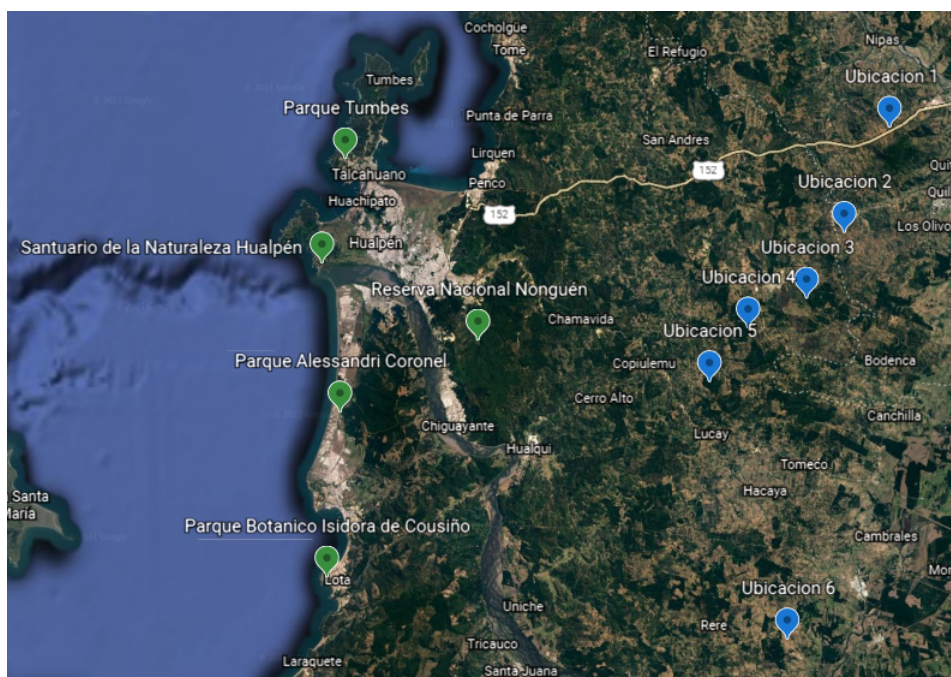 Cocholgüe
Tome
Nipas
El Refugio
Tumbes
Ubicacion 1
Parque Tumbes
Punta de Parra
San Andres
Lirquen
152
Talcahuano
Penco
Ubicacion 2
Huachipato
152
Los Olivo
Santuario de la Naturaleza Hualpén
Hualpén
Ubicacion 3
Ubicacion 4
Reserva Nacional Nonguén
Chamavida
Ubicacion 5
Parque Alessandri Coronel
Copiulemu
Bodenca
Cerro Alto
Canchilla
Chiguayante
Lucay
Hualqui
Tomeco
Santa
María
Hacaya
Parque Botanico Isidora de Cousiño
Cambrales
Lota
Ubicacion 6
Uniche
Rere
Tricauco
Laraquete
Santa Juana